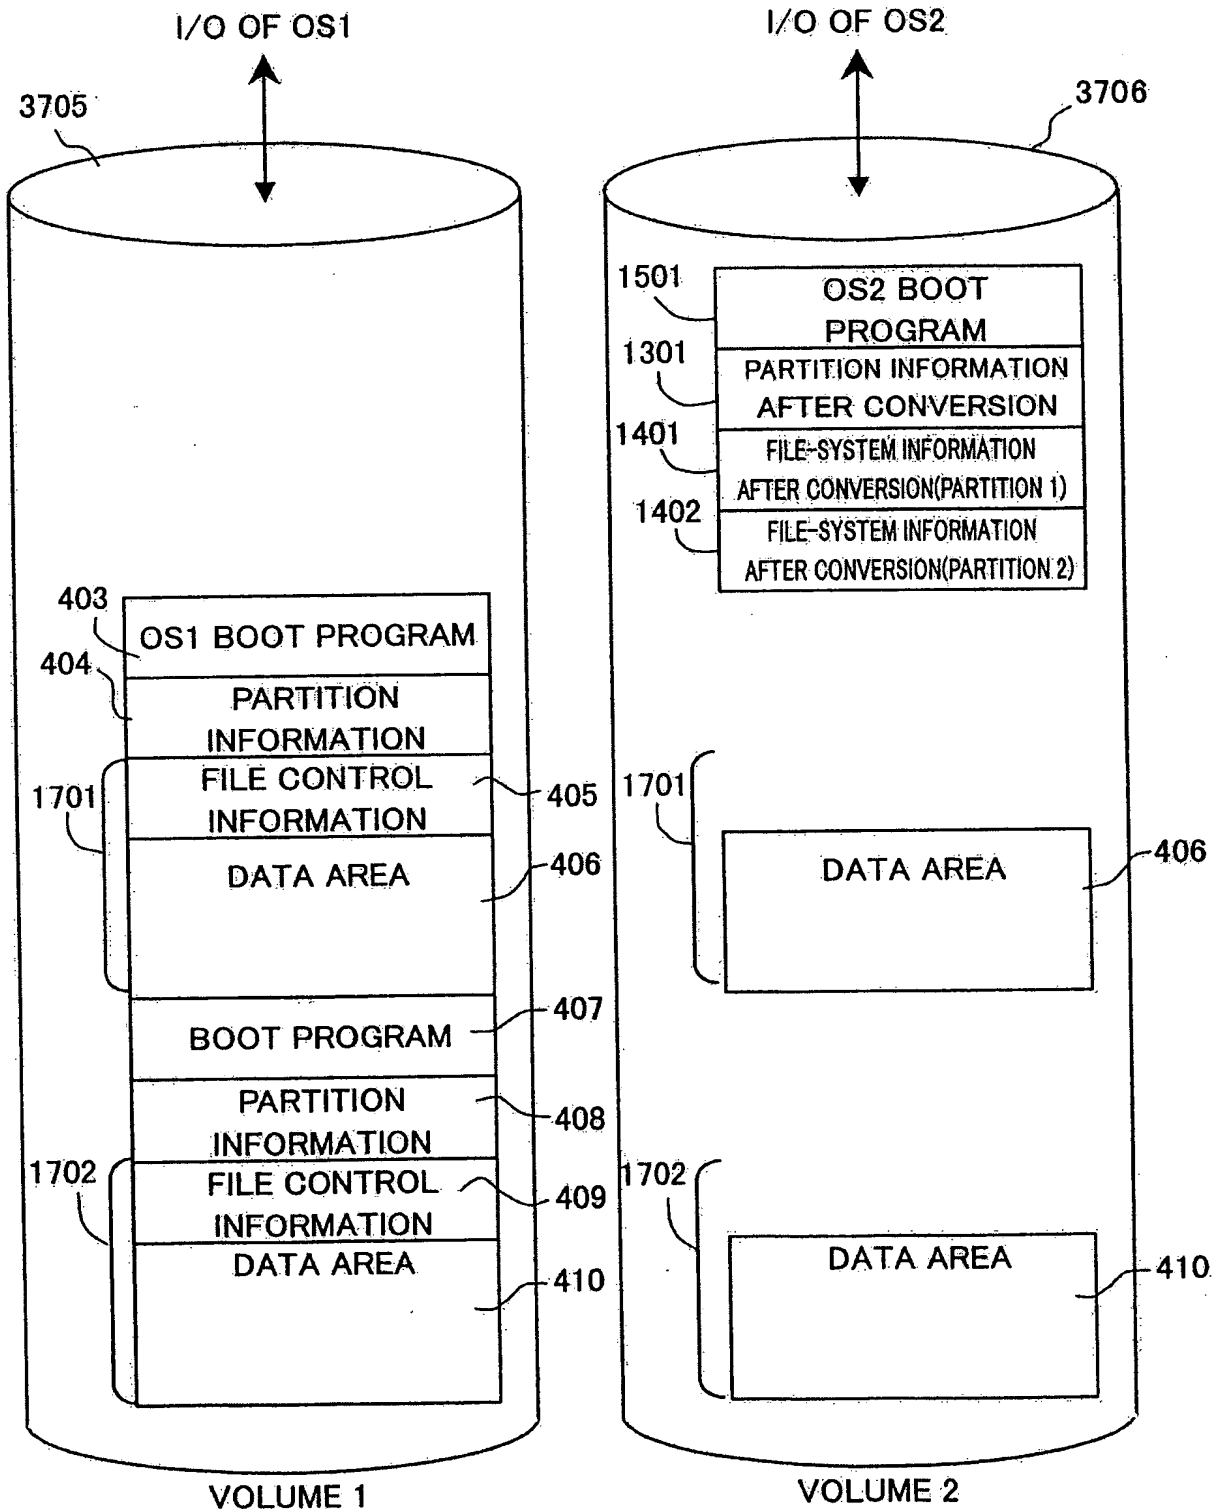 I/O OF OS1
3705
403
OS1 BOOT PROGRAM
404
PARTITION
INFORMATION
1701
FILE CONTROL
INFORMATION
405
DATA AREA
406
BOOT PROGRAM
407
PARTITION
INFORMATION
408
1702
FILE CONTROL
INFORMATION
409
DATA AREA
410
VOLUME 1
I/O OF OS2
3706
1501
OS2 BOOT
PROGRAM
1301
PARTITION INFORMATION
AFTER CONVERSION
1401
FILE-SYSTEM INFORMATION
AFTER CONVERSION(PARTITION 1)
1402
FILE-SYSTEM INFORMATION
AFTER CONVERSION(PARTITION 2)
1701
DATA AREA
406
1702
DATA AREA
410
VOLUME 2